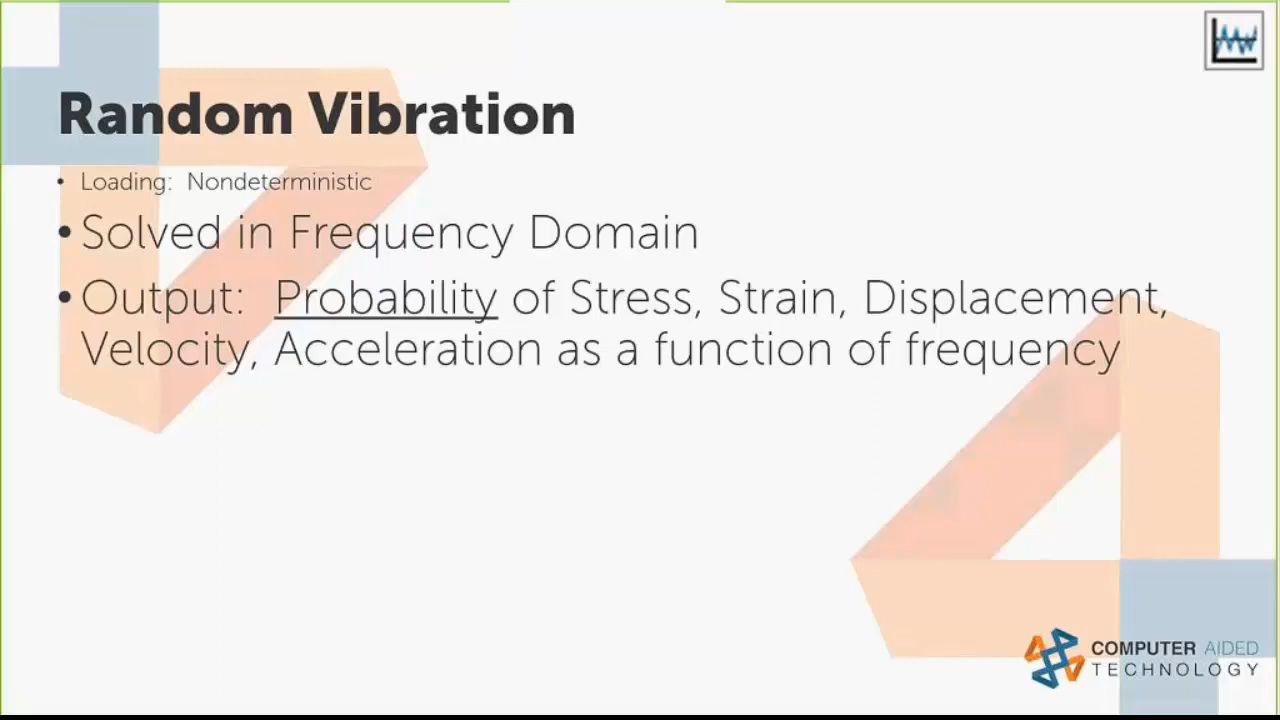 Random Vibration
• Loading: Nondeterministic
• Solved in Frequency Domain
• Output: Probability of Stress, Strain, Displacement,
Velocity, Acceleration as a function of frequency
COMPUTER AIDED
TECHNOLOGY